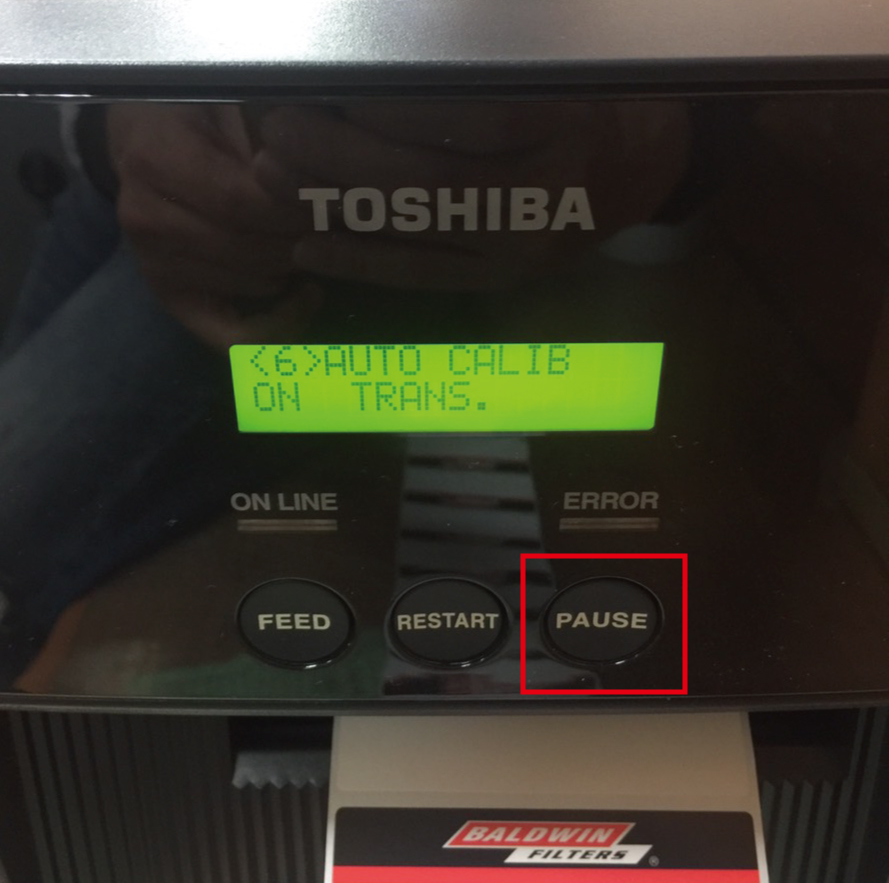 TOSHIBA
<6>AUTO CALIB
ON TRANS.
ON LINE
ERROR
FEED
RESTART
PAUSE
BALDWIN
FILTERS®